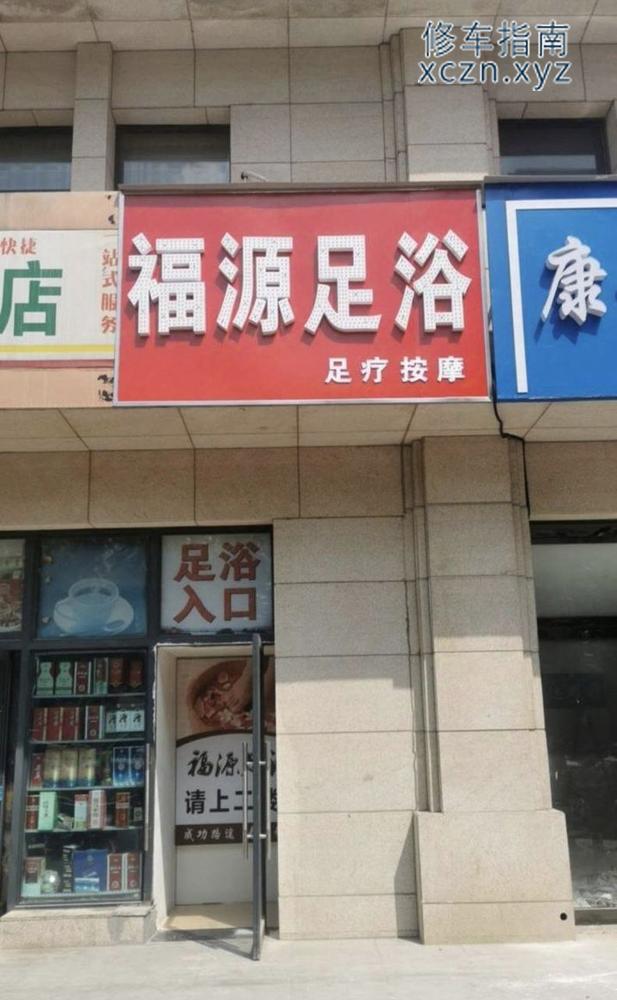 修车指南
xczn.xyz
快捷
店
一站式服务
福源足浴
足疗按摩
康
足浴
入口
福源
请上二
成功路